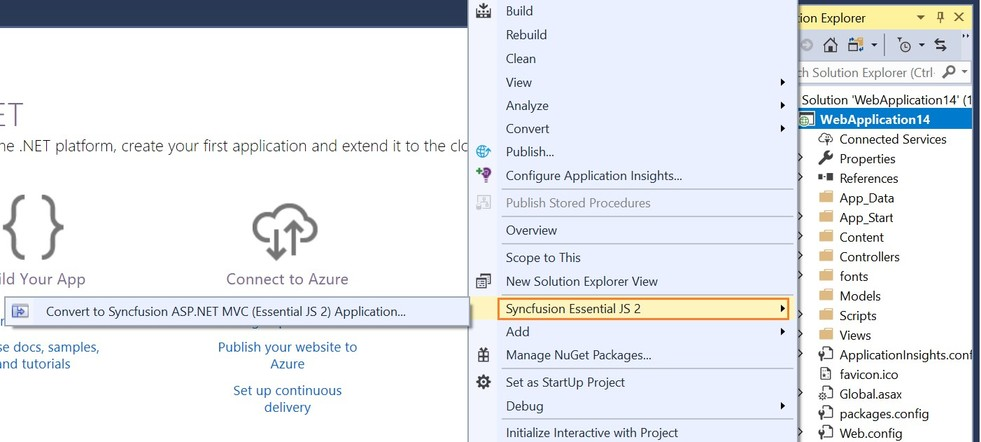 ET
ne .NET platform, create your first application and extend it to the clo
ild Your App
Connect to Azure
se docs, samples,
and tutorials
Publish your website to
Azure
Set up continuous
delivery
Build
Rebuild
Clean
View
Analyze
Convert
Publish...
Configure Application Insights...
Publish Stored Procedures
Overview
Scope to This
New Solution Explorer View
Syncfusion Essential JS 2
Convert to Syncfusion ASP.NET MVC (Essential JS 2) Application...
Add
Manage NuGet Packages...
Set as StartUp Project
Debug
Initialize Interactive with Project
tion Explorer
ch Solution Explorer (Ctrl
Solution 'WebApplication14' (1
WebApplication14
Connected Services
Properties
References
App_Data
App_Start
Content
Controllers
fonts
Models
Scripts
Views
ApplicationInsights.conf
favicon.ico
Global.asax
packages.config
Web.config